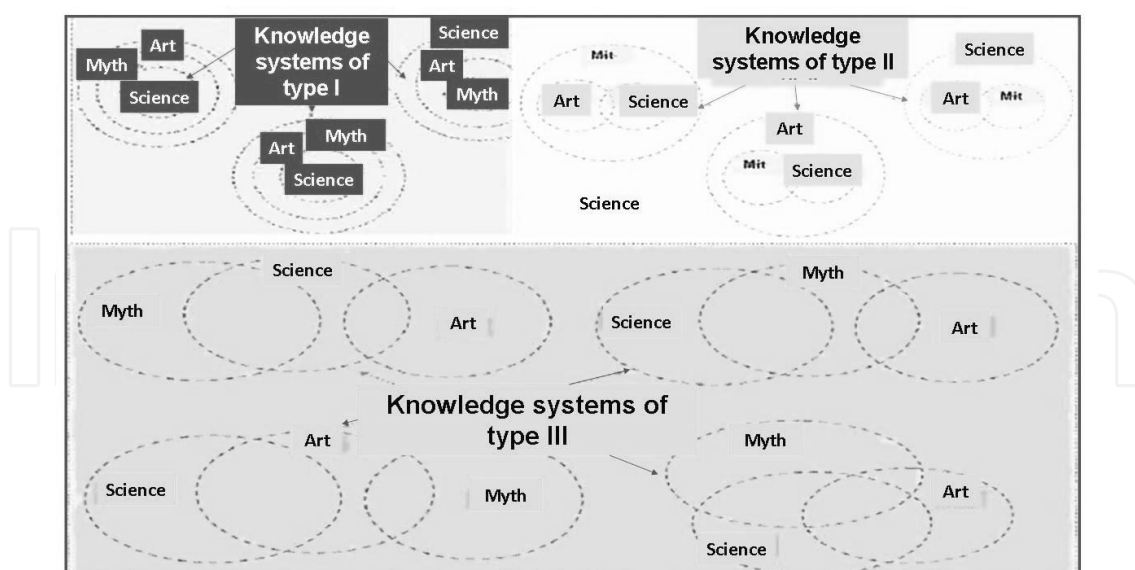 Knowledge
systems of
type I
Art
Myth
Science
Science
Art
Myth
Art
Myth
Science
Knowledge
systems of type II
Mit
Art
Science
Art
Mit
Science
Science
Art
Mit
Science
Science
Myth
Art
Myth
Science
Art
Knowledge systems of
type III
Art
Science
Myth
Myth
Art
Science